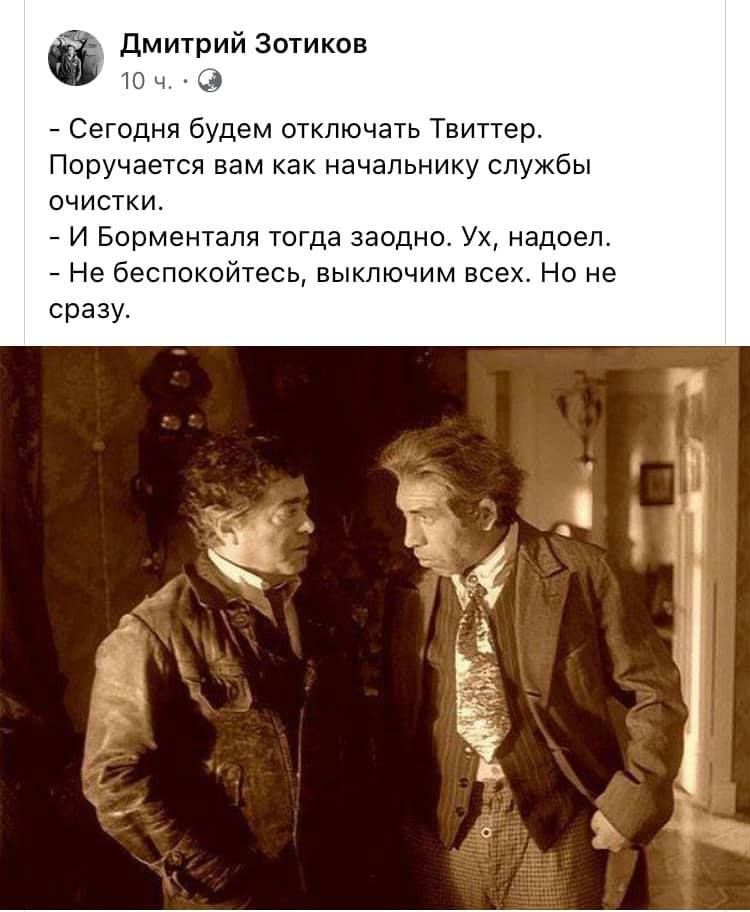 Дмитрий Зотиков
10 ч. ·
- Сегодня будем отключать Твиттер.
Поручается вам как начальнику службы
очистки.
- И Борменталя тогда заодно. Ух, надоел.
- Не беспокойтесь, выключим всех. Но не
сразу.